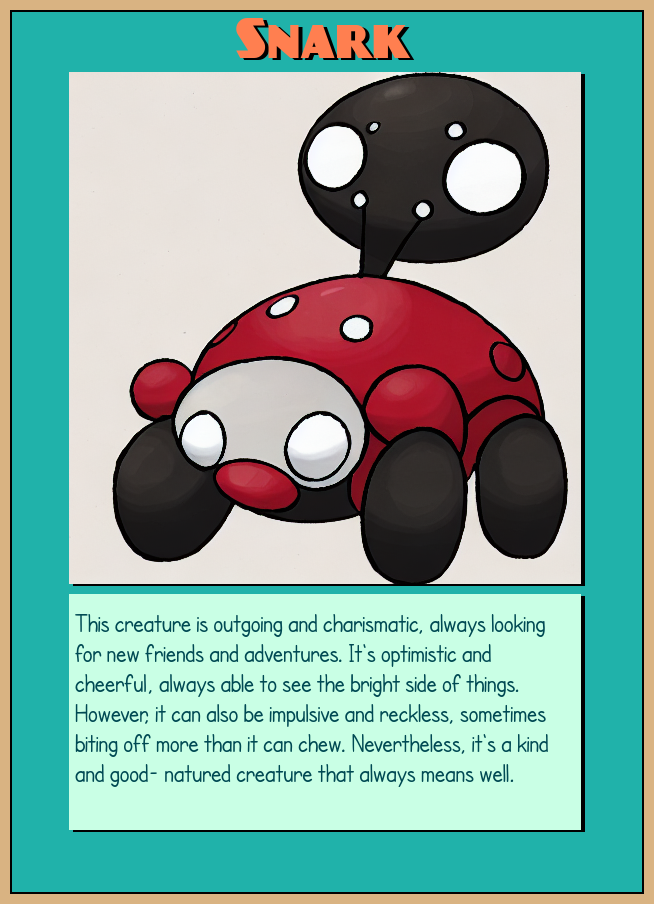 Snark
This creature is outgoing and charismatic, always looking
for new friends and adventures. It's optimistic and
cheerful, always able to see the bright side of things.
However, it can also be impulsive and reckless, sometimes
biting off more than it can chew. Nevertheless, it's a kind
and good- natured creature that always means well.